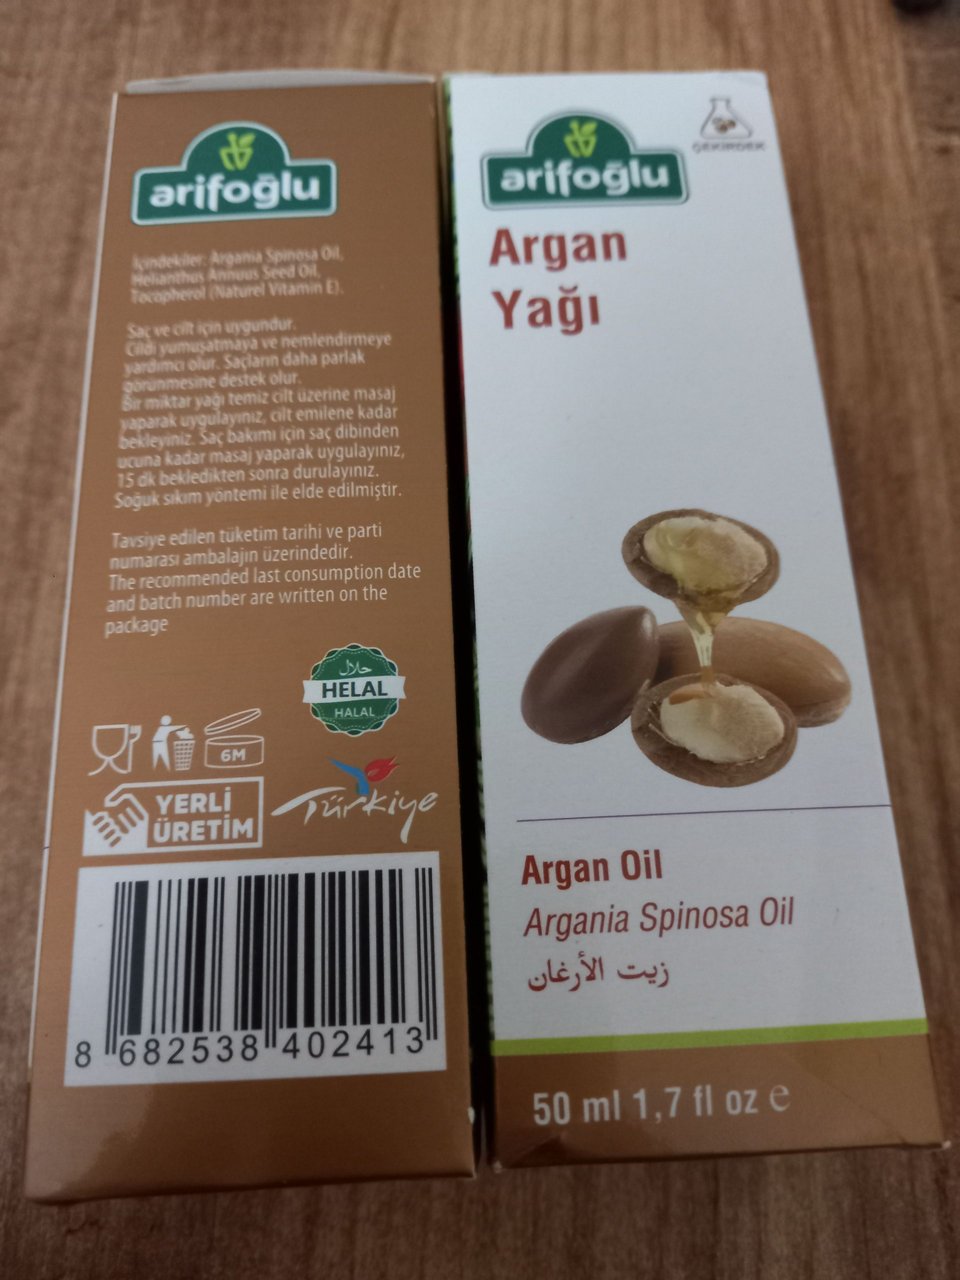 arifoğlu
İçindekiler: Argania Spinosa Oil,
Helianthus Annuus Seed Oil,
Tocopherol (Naturel Vitamin E).
Saç ve cilt için uygundur.
Cildi yumuşatmaya ve nemlendirmeye
yardımcı olur. Saçların daha parlak
görünmesine destek olur.
Bir miktar yağı temiz cilt üzerine masaj
yaparak uygulayınız, cilt emilene kadar
bekleyiniz. Saç bakımı için saç dibinden
ucuna kadar masaj yaparak uygulayınız,
15 dk bekledikten sonra durulayınız.
Soğuk sıkım yöntemi ile elde edilmiştir.
Tavsiye edilen tüketim tarihi ve parti
numarası ambalajın üzerindedir.
The recommended last consumption date
and batch number are written on the
package
حلال
HELAL
HALAL
6M
YERLİ
ÜRETİM
Türkiye
8 682538 402413
arifoğlu
ÇEKİRDEK
Argan
Yağı
Argan Oil
Argania Spinosa Oil
زيت الأرغان
50 ml 1,7 fl oz e